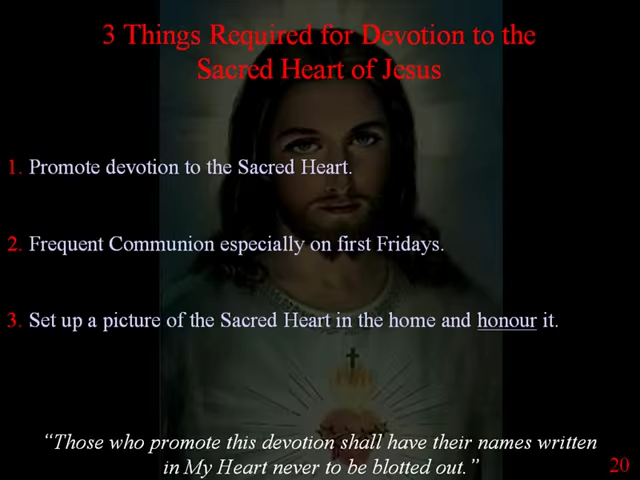 3 Things Required for Devotion to the
Sacred Heart of Jesus
1. Promote devotion to the Sacred Heart.
2. Frequent Communion especially on first Fridays.
3. Set up a picture of the Sacred Heart in the home and honour it.
“Those who promote this devotion shall have their names written
in My Heart never to be blotted out.”
20